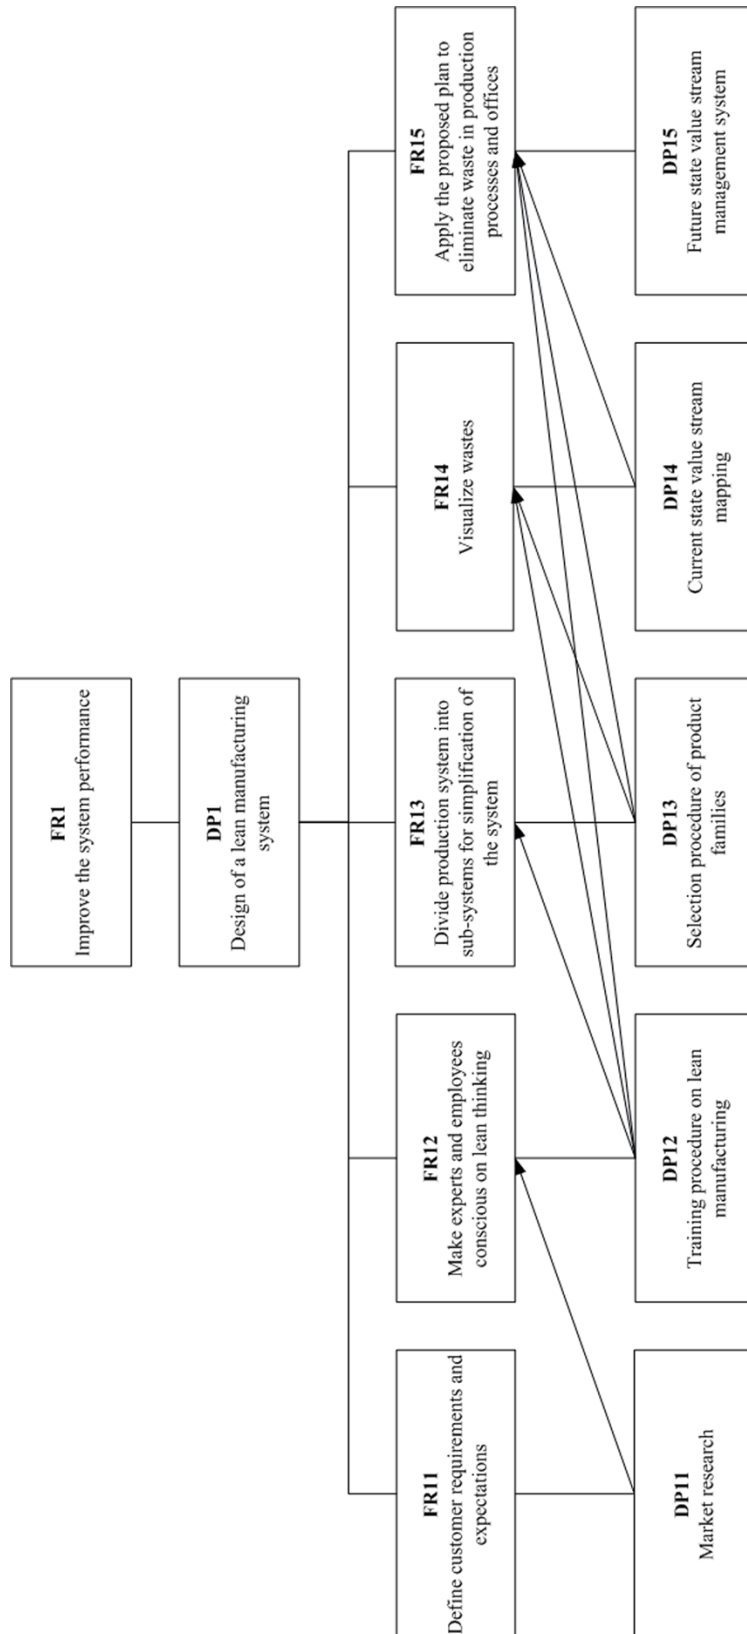 FR1
Improve the system performance
DP1
Design of a lean manufacturing
system
FR11
Define customer requirements and
expectations
FR12
Make experts and employees
conscious on lean thinking
FR13
Divide production system into
sub-systems for simplification of
the system
FR14
Visualize wastes
FR15
Apply the proposed plan to
eliminate waste in production
processes and offices
DP11
Market research
DP12
Training procedure on lean
manufacturing
DP13
Selection procedure of product
families
DP14
Current state value stream
mapping
DP15
Future state value stream
management system